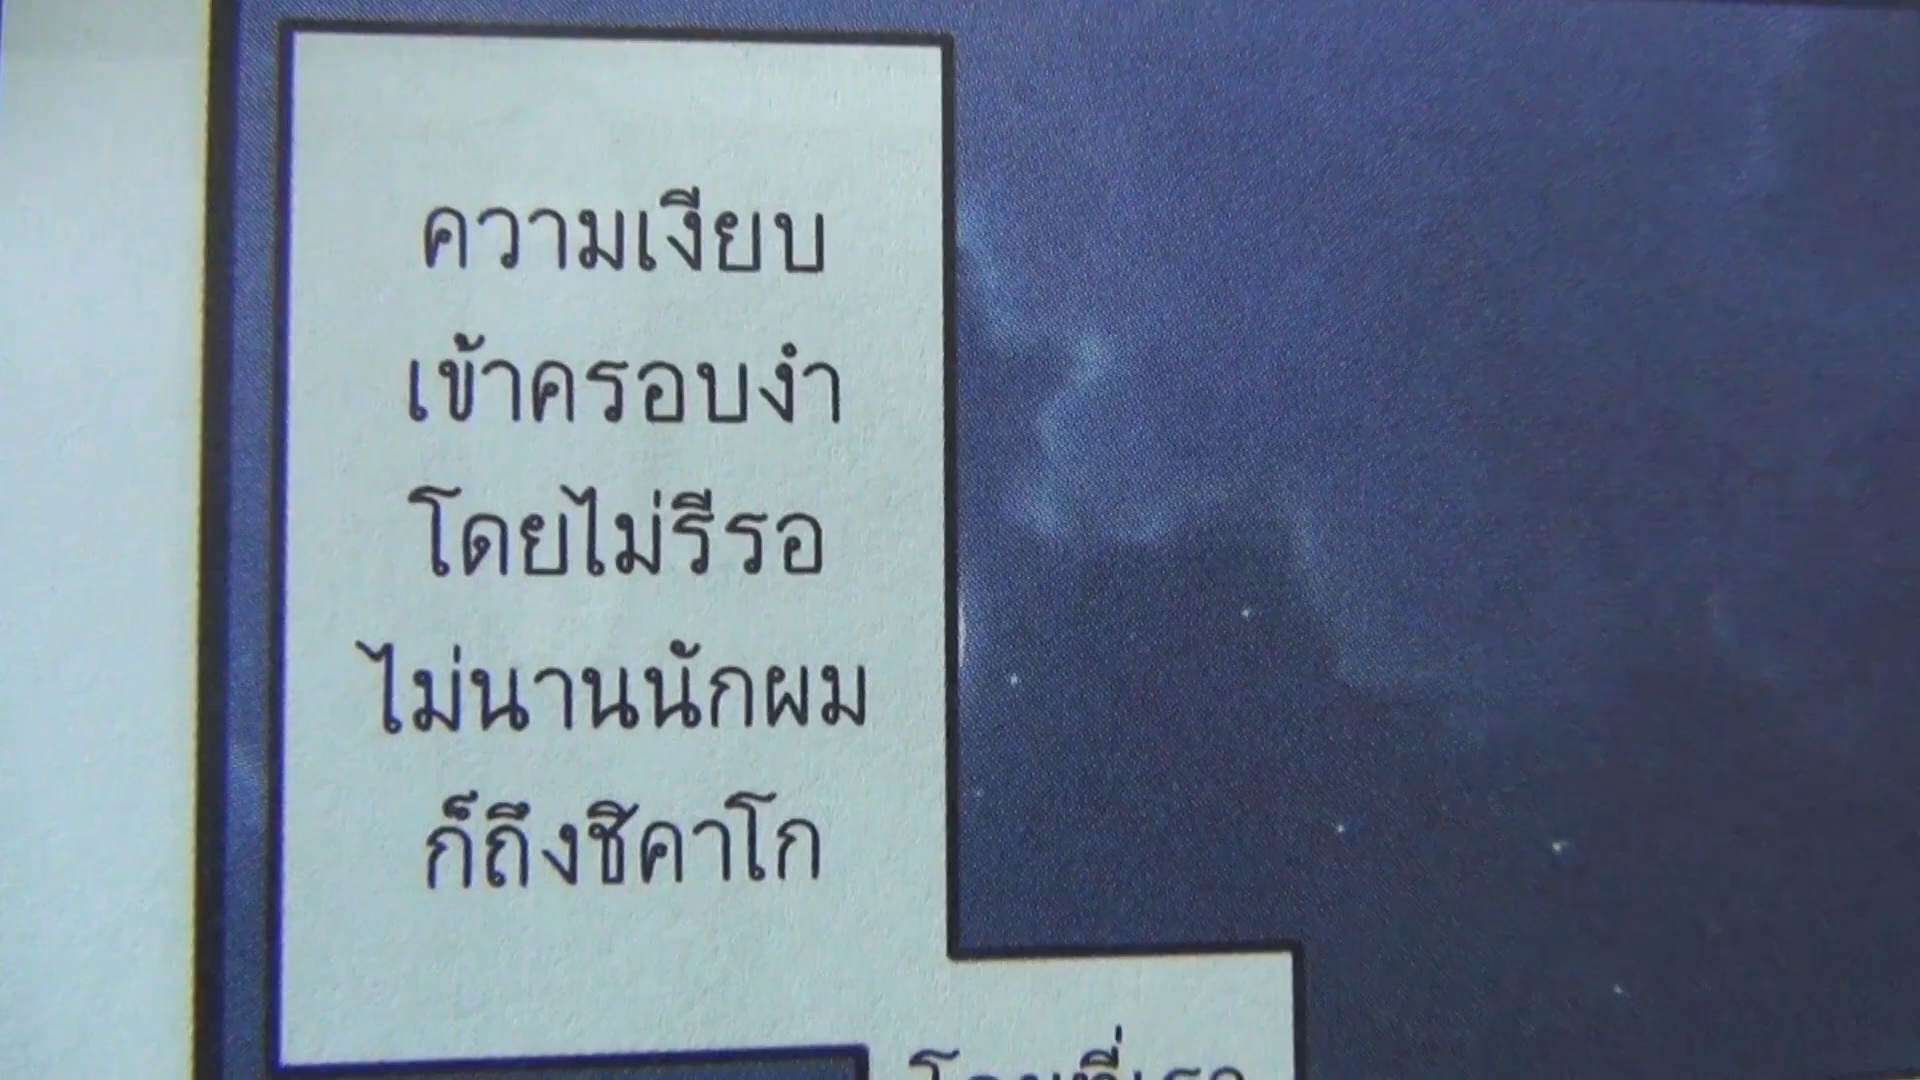 ความเงียบ
เข้าครอบงำ
โดยไม่รีรอ
ไม่นานนักผม
ก็ถึงชิคาโก